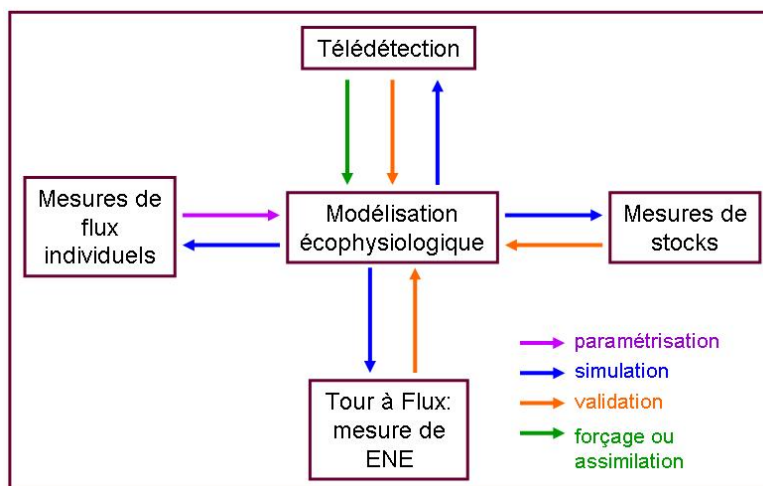 Télédétection
Mesures de
flux
individuels
Modélisation
écophysiologique
Mesures de
stocks
Tour à Flux:
mesure de
ENE
paramétrisation
simulation
validation
forçage ou
assimilation